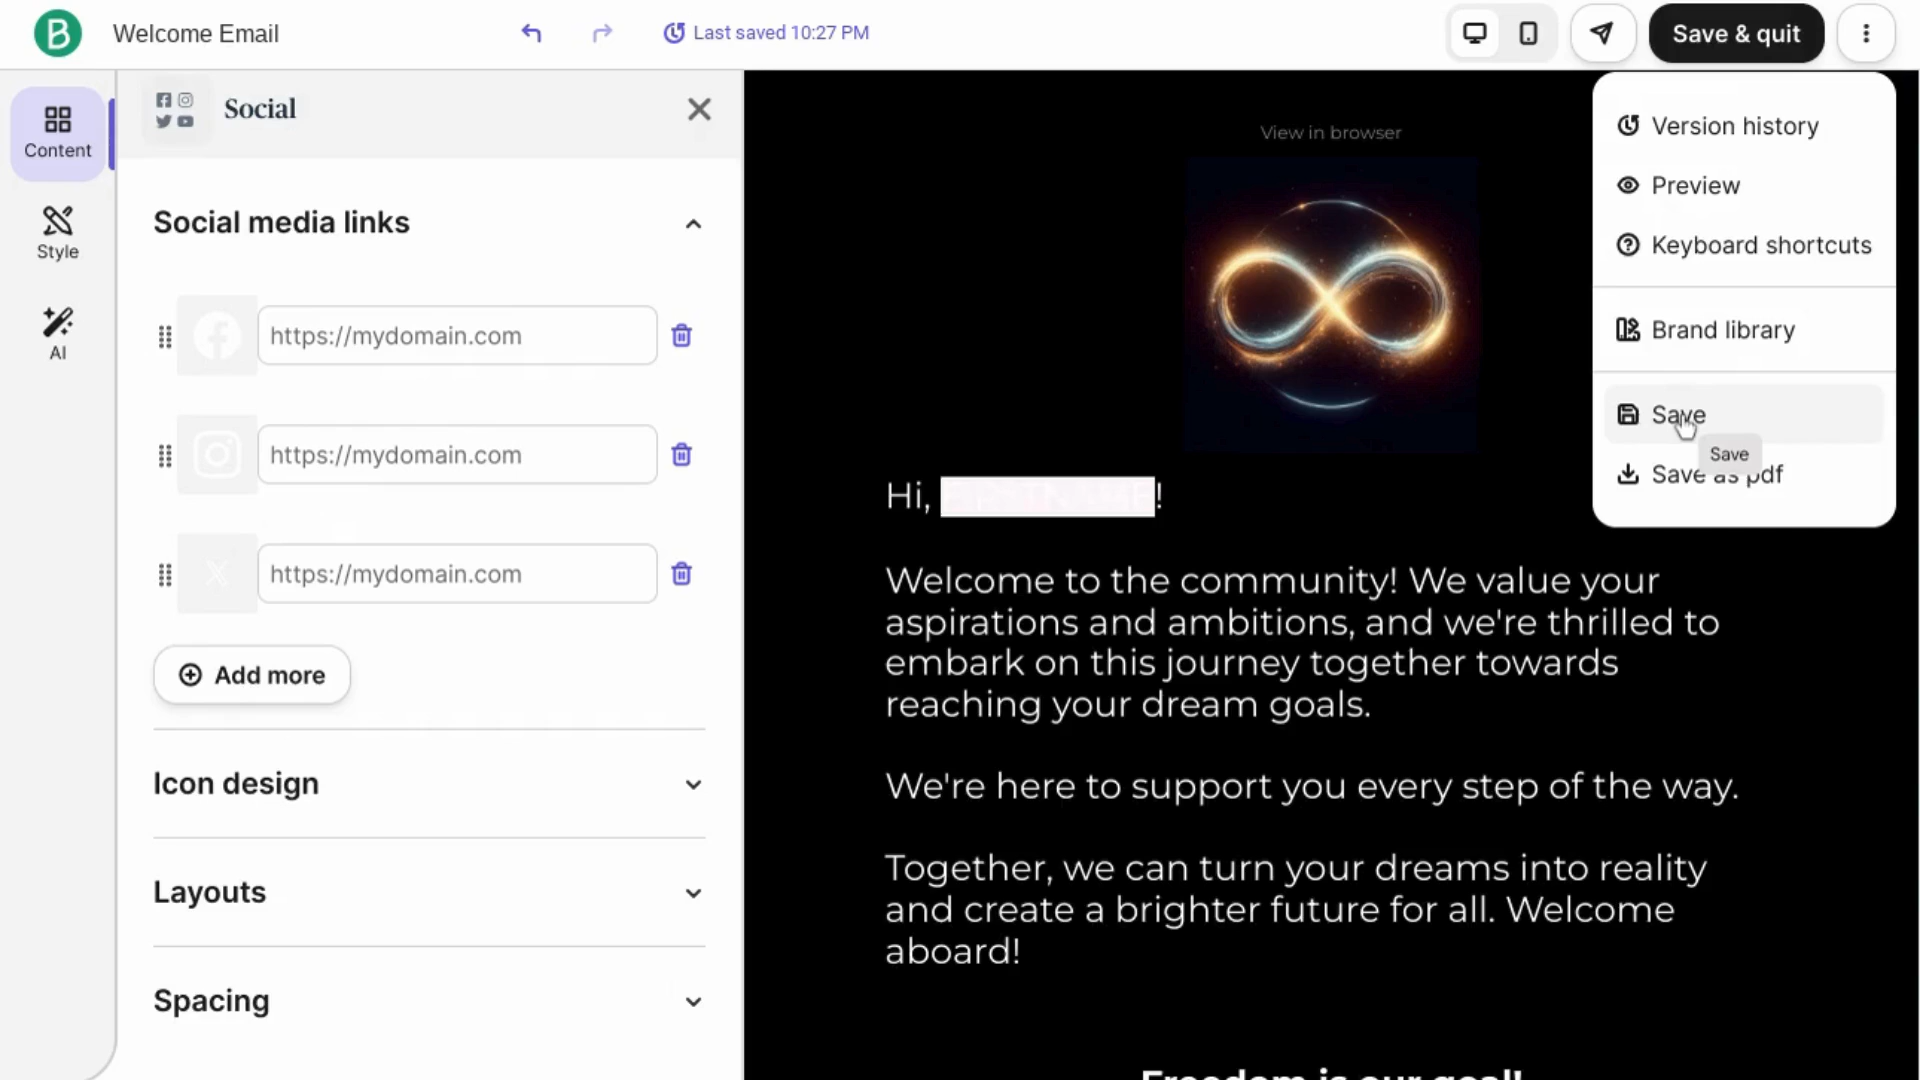 B
Welcome Email
Last saved 10:27 PM
Save & quit
Content
Style
AI
Social
Social media links
https://mydomain.com
https://mydomain.com
https://mydomain.com
Add more
Icon design
Layouts
Spacing
View in browser
Hi, !
Welcome to the community! We value your
aspirations and ambitions, and we're thrilled to
embark on this journey together towards
reaching your dream goals.
We're here to support you every step of the way.
Together, we can turn your dreams into reality
and create a brighter future for all. Welcome
aboard!
Freedom is our goal!
Version history
Preview
Keyboard shortcuts
Brand library
Save
Save
Save as pdf